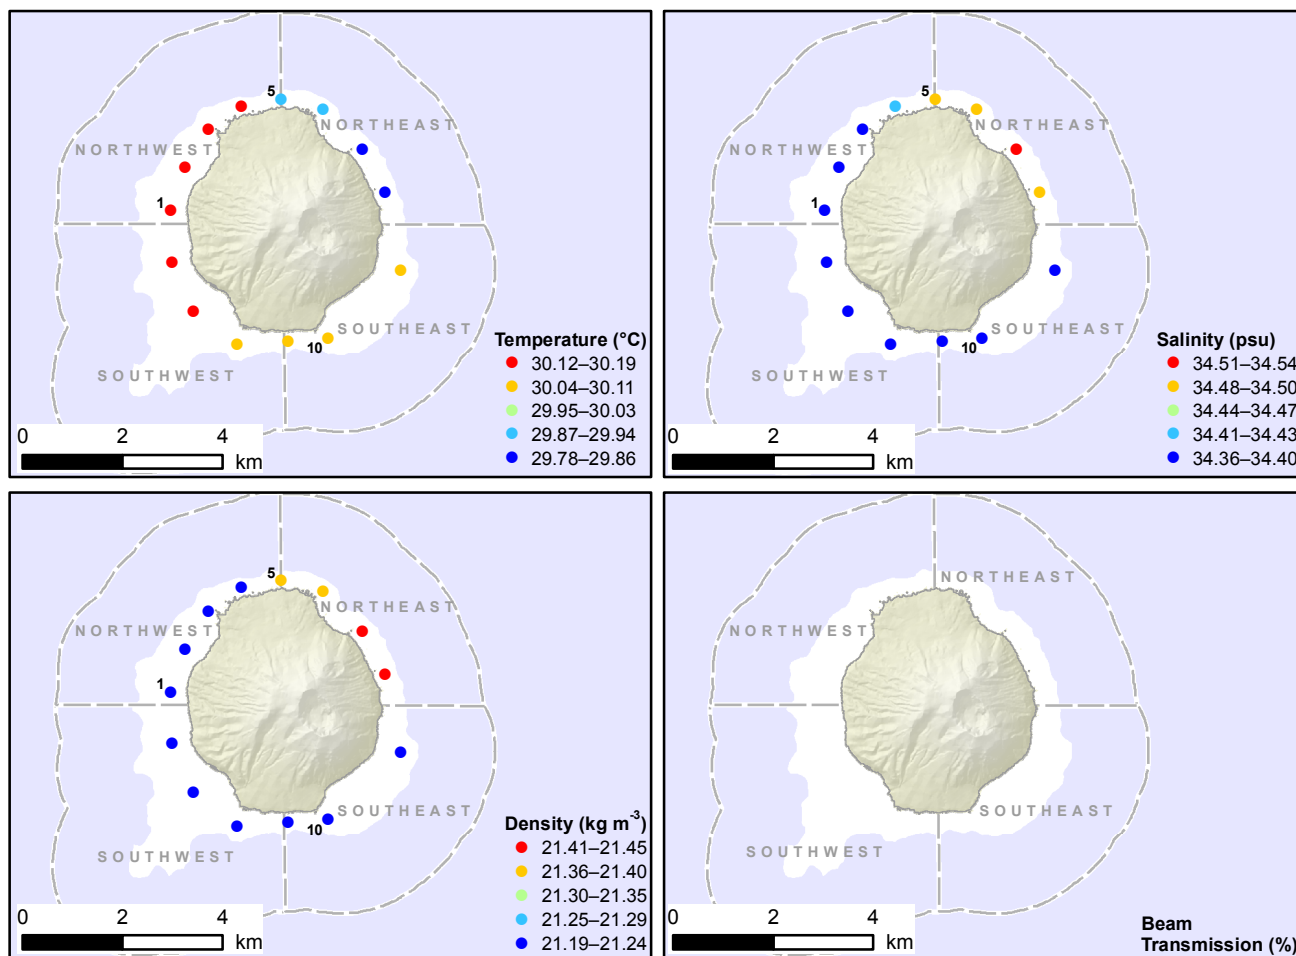 5
NORTHEAST
NORTHWEST
1
SOUTHEAST
10
SOUTHWEST
Temperature (°C)
30.12–30.19
30.04–30.11
29.95–30.03
29.87–29.94
29.78–29.86
0 2 4
km
5
NORTHEAST
NORTHWEST
1
SOUTHEAST
10
SOUTHWEST
Salinity (psu)
34.51–34.54
34.48–34.50
34.44–34.47
34.41–34.43
34.36–34.40
0 2 4
km
5
NORTHEAST
NORTHWEST
1
SOUTHEAST
10
SOUTHWEST
Density (kg m⁻³)
21.41–21.45
21.36–21.40
21.30–21.35
21.25–21.29
21.19–21.24
0 2 4
km
NORTHEAST
NORTHWEST
SOUTHEAST
SOUTHWEST
Beam
Transmission (%)
0 2 4
km